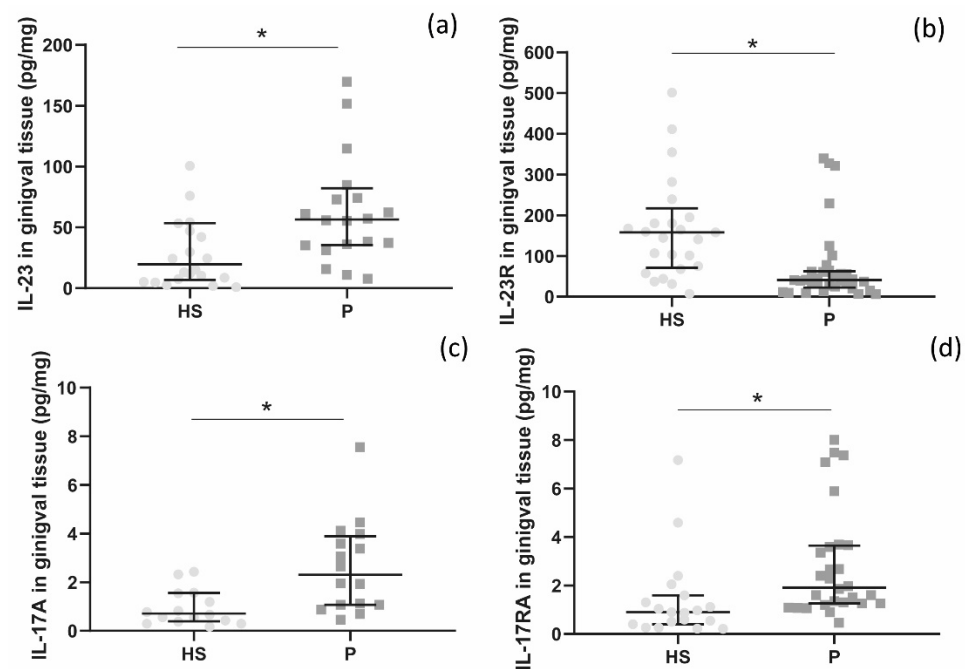 (a)
*
IL-23 in ginigval tissue (pg/mg)
200
150
100
50
0
HS
P
(b)
*
IL-23R in ginigval tissue (pg/mg)
600
500
400
300
200
100
0
HS
P
(c)
*
IL-17A in ginigval tissue (pg/mg)
10
8
6
4
2
0
HS
P
(d)
*
IL-17RA in ginigval tissue (pg/mg)
10
8
6
4
2
0
HS
P